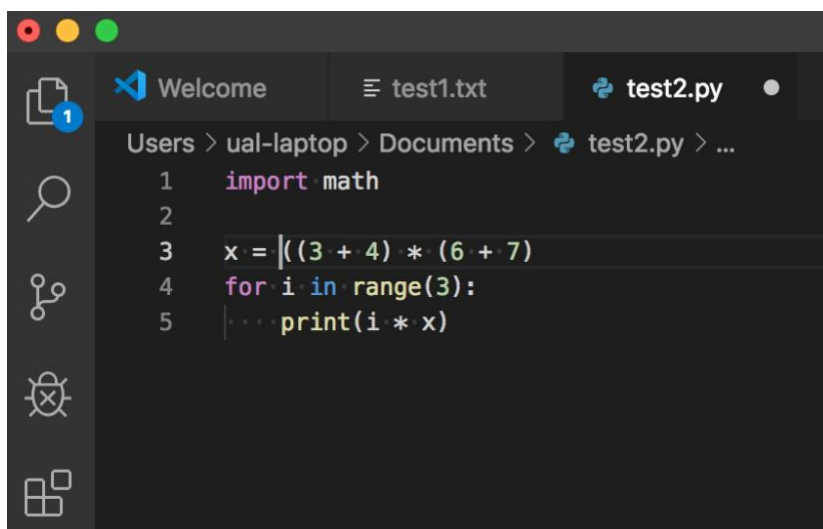 Welcome test1.txt test2.py
1
Users > ual-laptop > Documents > test2.py > ...
1 import math
2
3 x = ((3 + 4) * (6 + 7)
4 for i in range(3):
5     print(i * x)